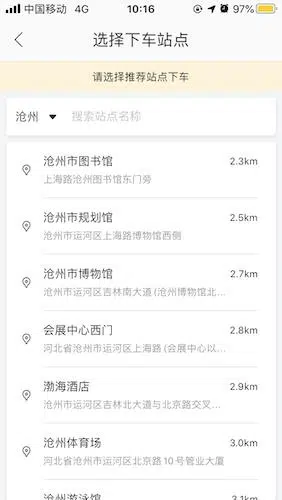 中国移动 4G 10:16 97%
选择下车站点
请选择推荐站点下车
沧州 搜索站点名称
沧州市图书馆 2.3km
上海路沧州图书馆东门旁
沧州市规划馆 2.5km
沧州市运河区上海路博物馆西侧
沧州市博物馆 2.7km
沧州市运河区吉林南大道 (沧州博物馆北...
会展中心西门 2.8km
河北省沧州市运河区上海路 (会展中心以...
渤海酒店 2.9km
沧州市运河区吉林北大道与北京路交叉...
沧州体育场 3.0km
河北省沧州市运河区北京路10号管业大厦
沧州游泳馆 3.1km